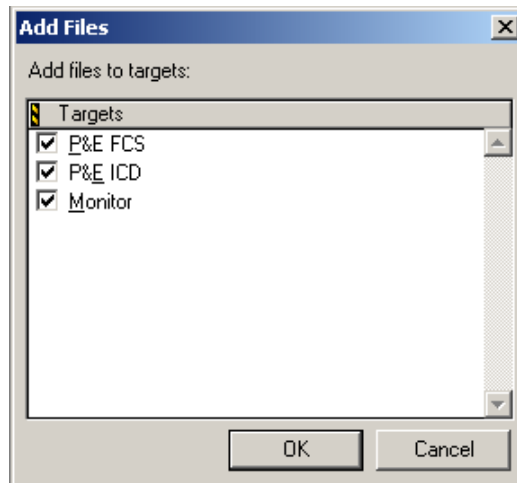 Add Files
Add files to targets:
Targets
P&E FCS
P&E ICD
Monitor
OK Cancel